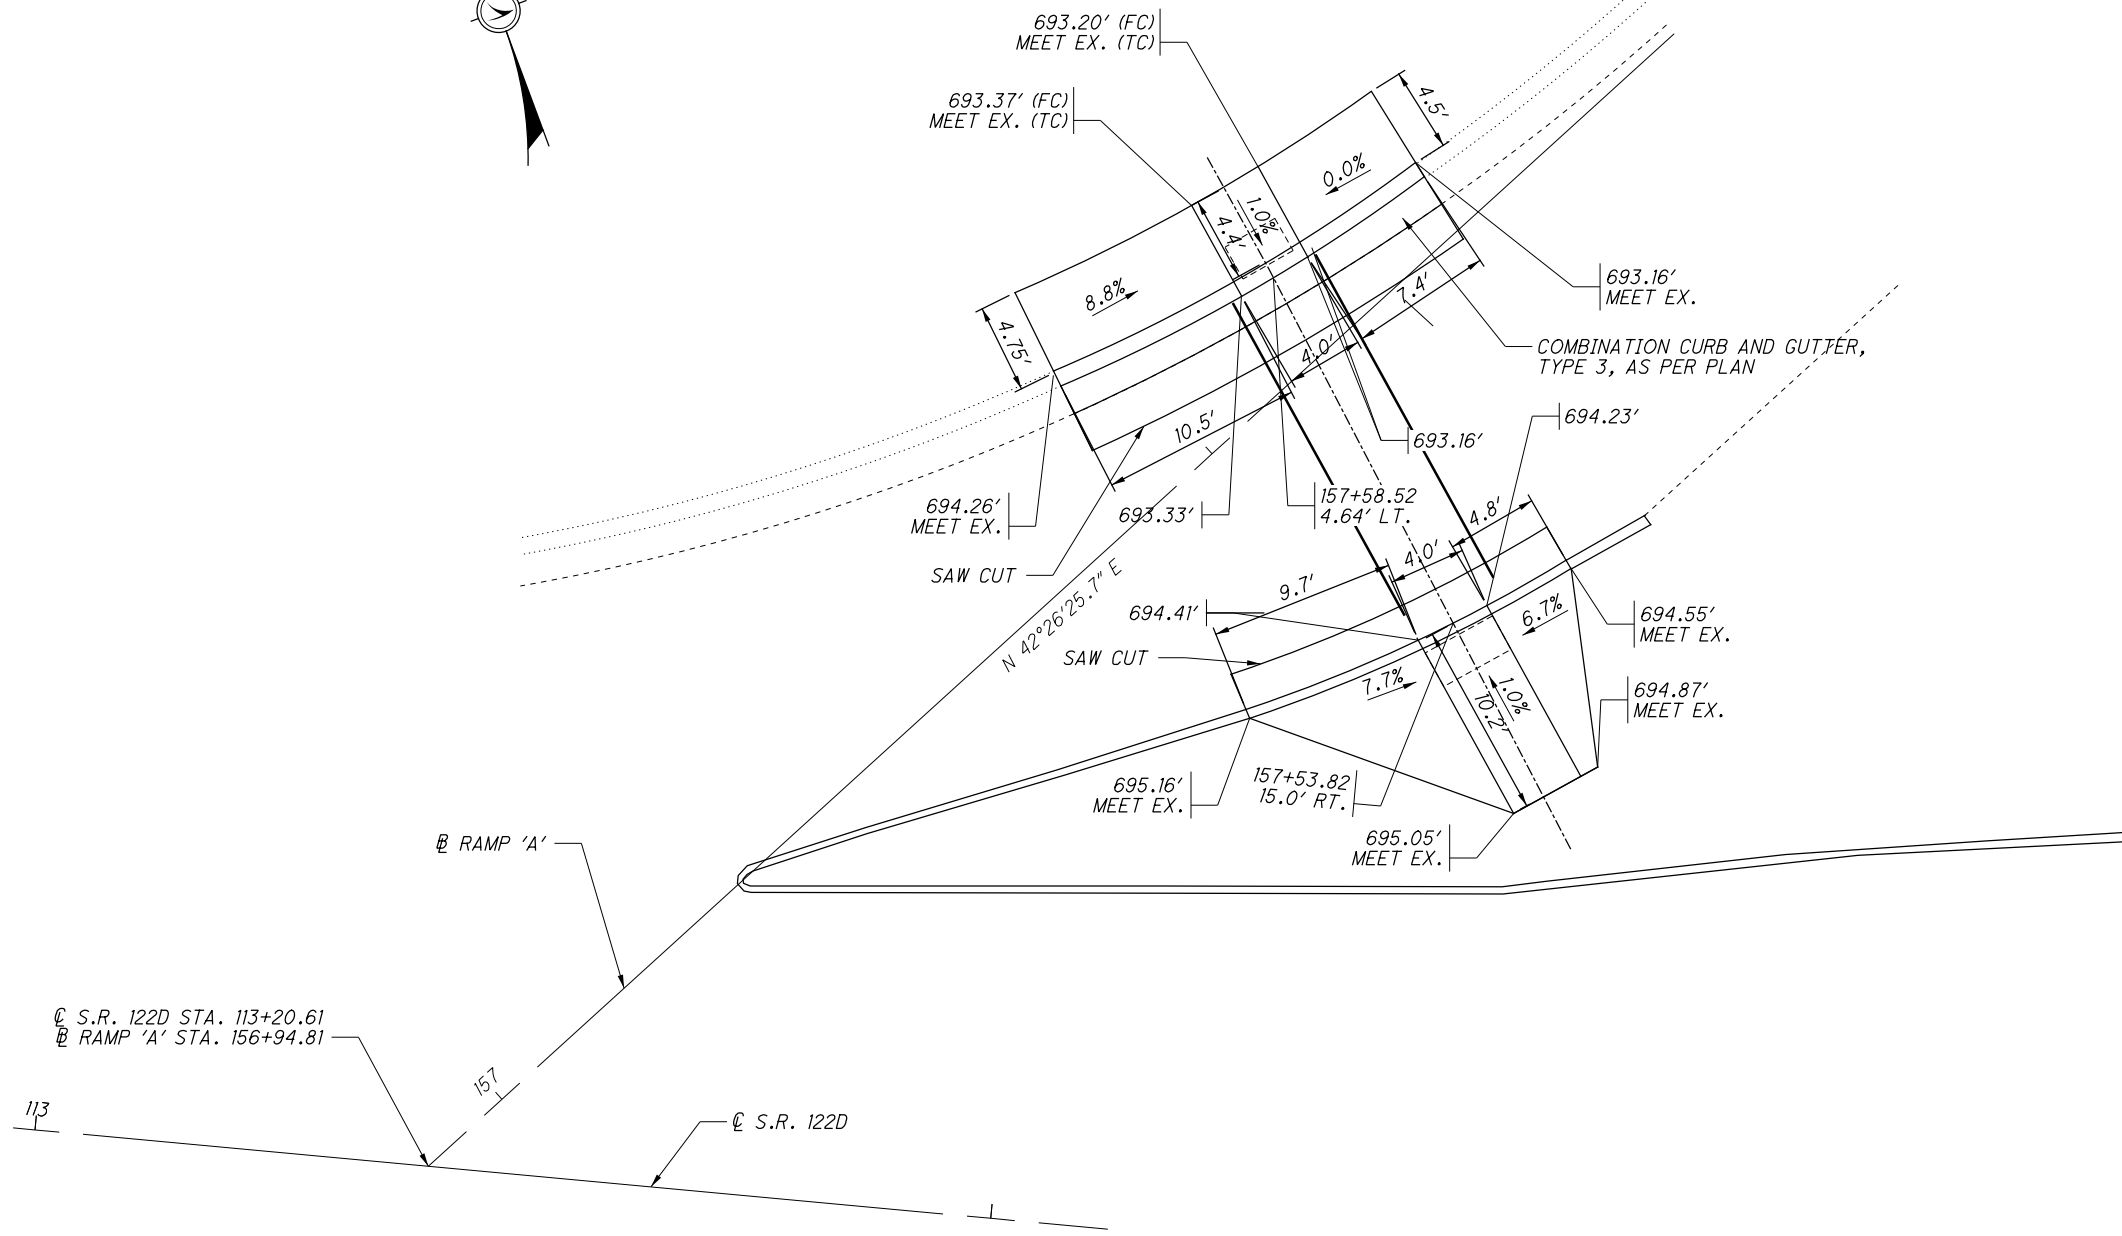 693.20' (FC)
MEET EX. (TC)
693.37' (FC)
MEET EX. (TC)
4.5'
0.0%
1.0%
4.4'
8.8%
4.75'
693.16'
MEET EX.
7.4'
COMBINATION CURB AND GUTTER,
TYPE 3, AS PER PLAN
4.0'
10.5'
694.23'
693.16'
694.26'
MEET EX.
693.33'
157+58.52
4.64' LT.
4.8'
4.0'
SAW CUT
9.7'
N 42°26'25.7" E
694.41'
6.7%
694.55'
MEET EX.
SAW CUT
7.7%
1.0%
10.2'
694.87'
MEET EX.
695.16'
MEET EX.
157+53.82
15.0' RT.
695.05'
MEET EX.
℄ RAMP 'A'
℄ S.R. 122D STA. 113+20.61
℄ RAMP 'A' STA. 156+94.81
157
113
℄ S.R. 122D